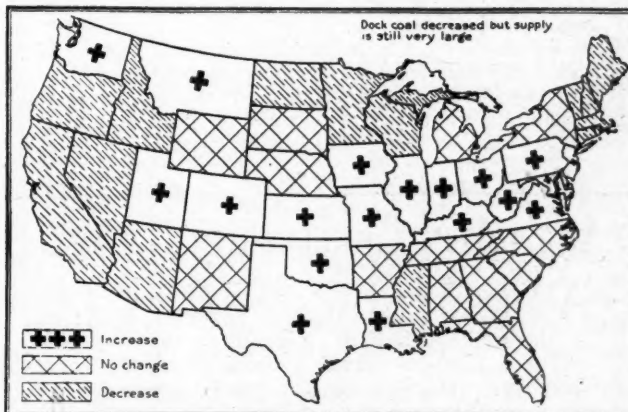 Dock coal decreased but supply
is still very large
Increase
No change
Decrease